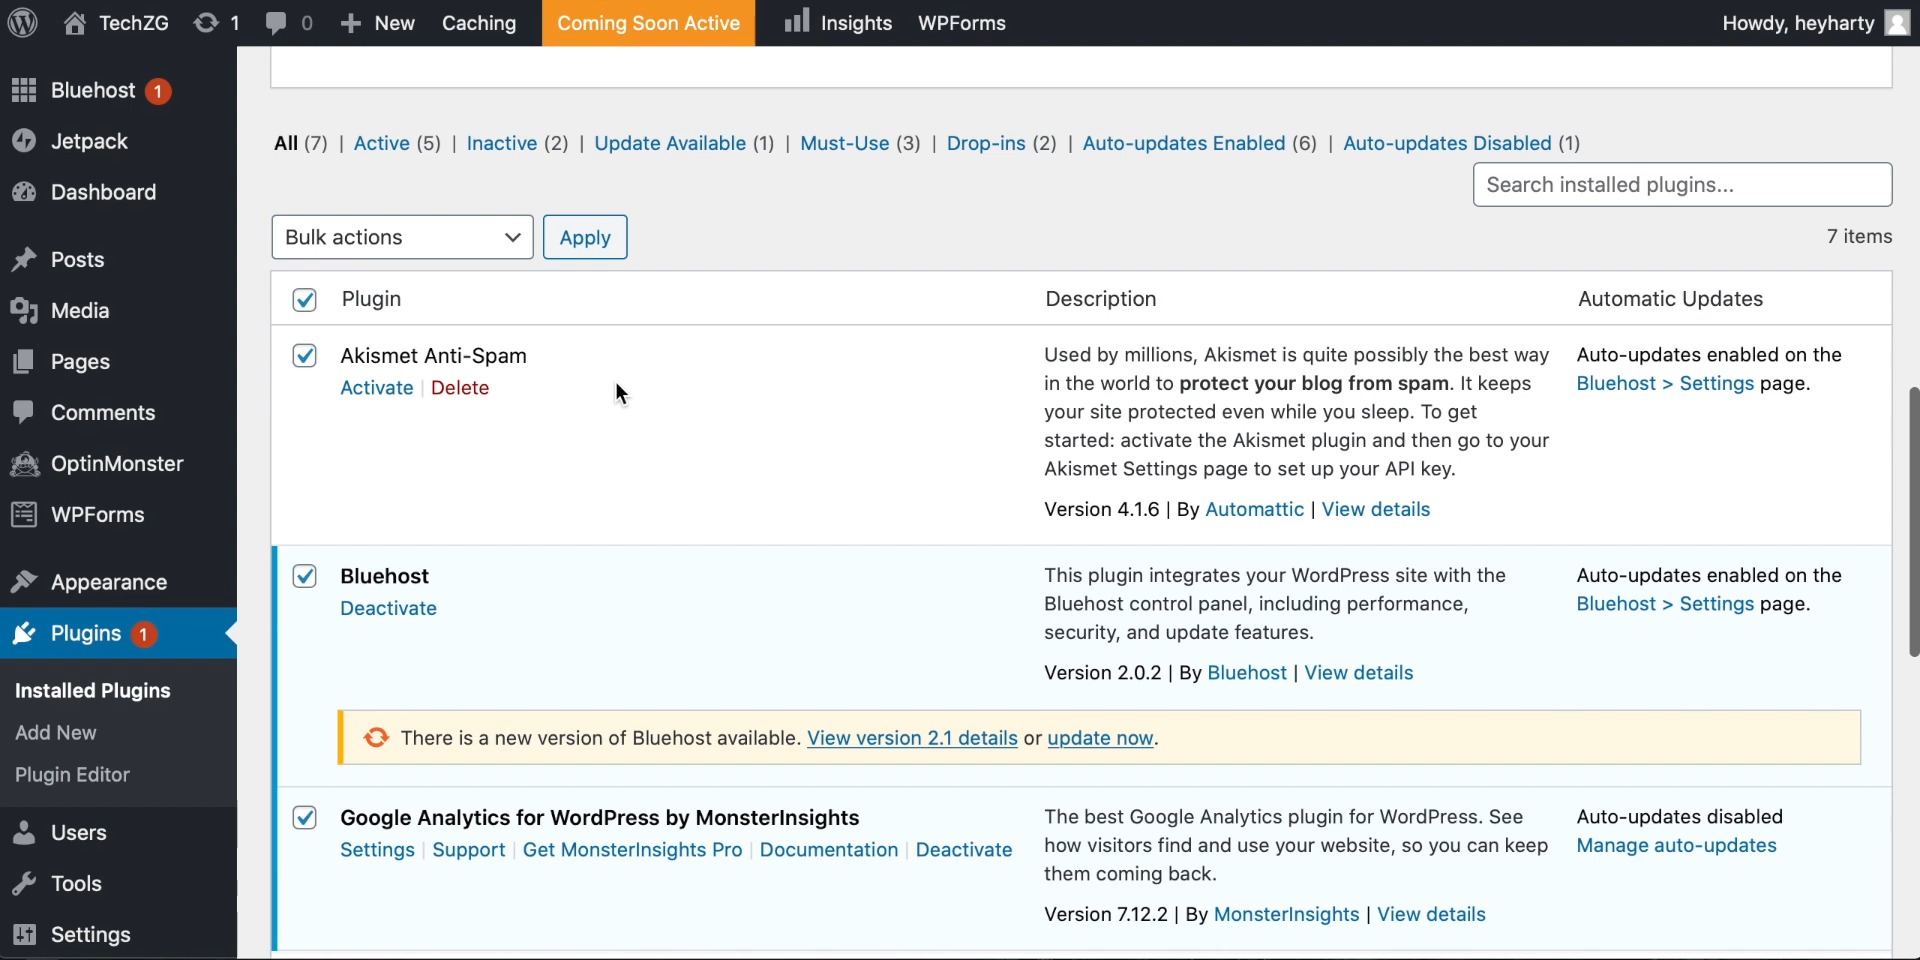 TechZG 1 0 New Caching Coming Soon Active Insights WPForms Howdy, heyharty
Bluehost 1
Jetpack
Dashboard
Posts
Media
Pages
Comments
OptinMonster
WPForms
Appearance
Plugins 1
Installed Plugins
Add New
Plugin Editor
Users
Tools
Settings
All (7) | Active (5) | Inactive (2) | Update Available (1) | Must-Use (3) | Drop-ins (2) | Auto-updates Enabled (6) | Auto-updates Disabled (1)
Search installed plugins...
Bulk actions Apply 7 items
Plugin Description Automatic Updates
Akismet Anti-Spam
Activate | Delete
Used by millions, Akismet is quite possibly the best way
in the world to protect your blog from spam. It keeps
your site protected even while you sleep. To get
started: activate the Akismet plugin and then go to your
Akismet Settings page to set up your API key.
Version 4.1.6 | By Automattic | View details
Auto-updates enabled on the
Bluehost > Settings page.
Bluehost
Deactivate
This plugin integrates your WordPress site with the
Bluehost control panel, including performance,
security, and update features.
Version 2.0.2 | By Bluehost | View details
Auto-updates enabled on the
Bluehost > Settings page.
There is a new version of Bluehost available. View version 2.1 details or update now.
Google Analytics for WordPress by MonsterInsights
Settings | Support | Get MonsterInsights Pro | Documentation | Deactivate
The best Google Analytics plugin for WordPress. See
how visitors find and use your website, so you can keep
them coming back.
Version 7.12.2 | By MonsterInsights | View details
Auto-updates disabled
Manage auto-updates